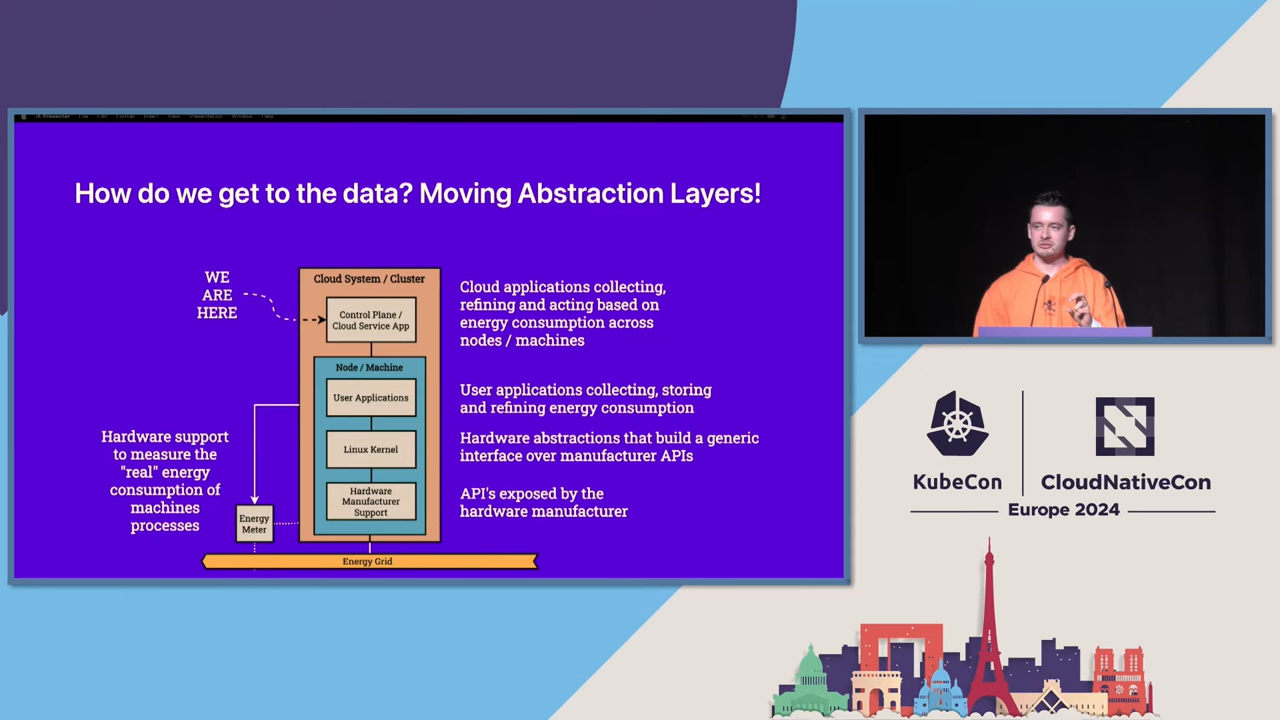 How do we get to the data? Moving Abstraction Layers!
WE
ARE
HERE
Cloud System / Cluster
Control Plane /
Cloud Service App
Cloud applications collecting,
refining and acting based on
energy consumption across
nodes / machines
Node / Machine
User Applications
User applications collecting, storing
and refining energy consumption
Linux Kernel
Hardware abstractions that build a generic
interface over manufacturer APIs
Hardware
Manufacturer
Support
API's exposed by the
hardware manufacturer
Hardware support
to measure the
"real" energy
consumption of
machines
processes
Energy
Meter
Energy Grid
KubeCon
CloudNativeCon
Europe 2024